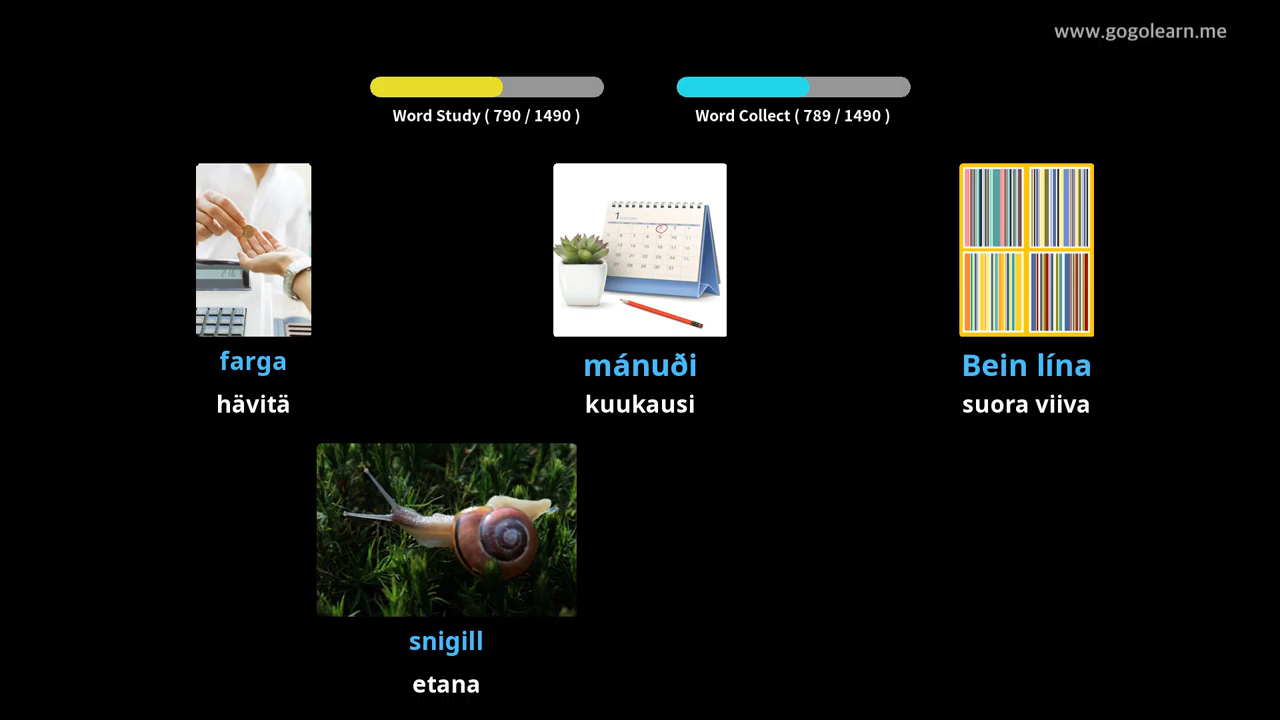 www.gogolearn.me
Word Study ( 790 / 1490 )
Word Collect ( 789 / 1490 )
farga
hävitä
mánuði
kuukausi
Bein lína
suora viiva
snigill
etana